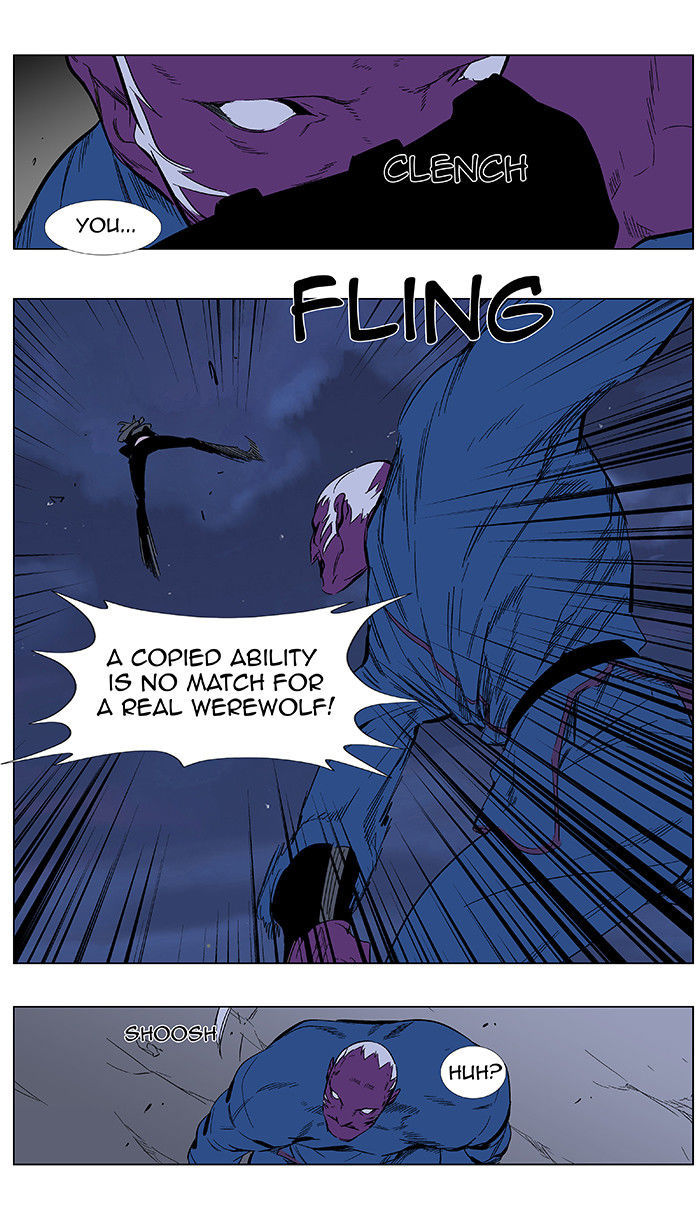 CLENCH
YOU...
FLING
A COPIED ABILITY
IS NO MATCH FOR
A REAL WEREWOLF!
SHOOSH
HUH?